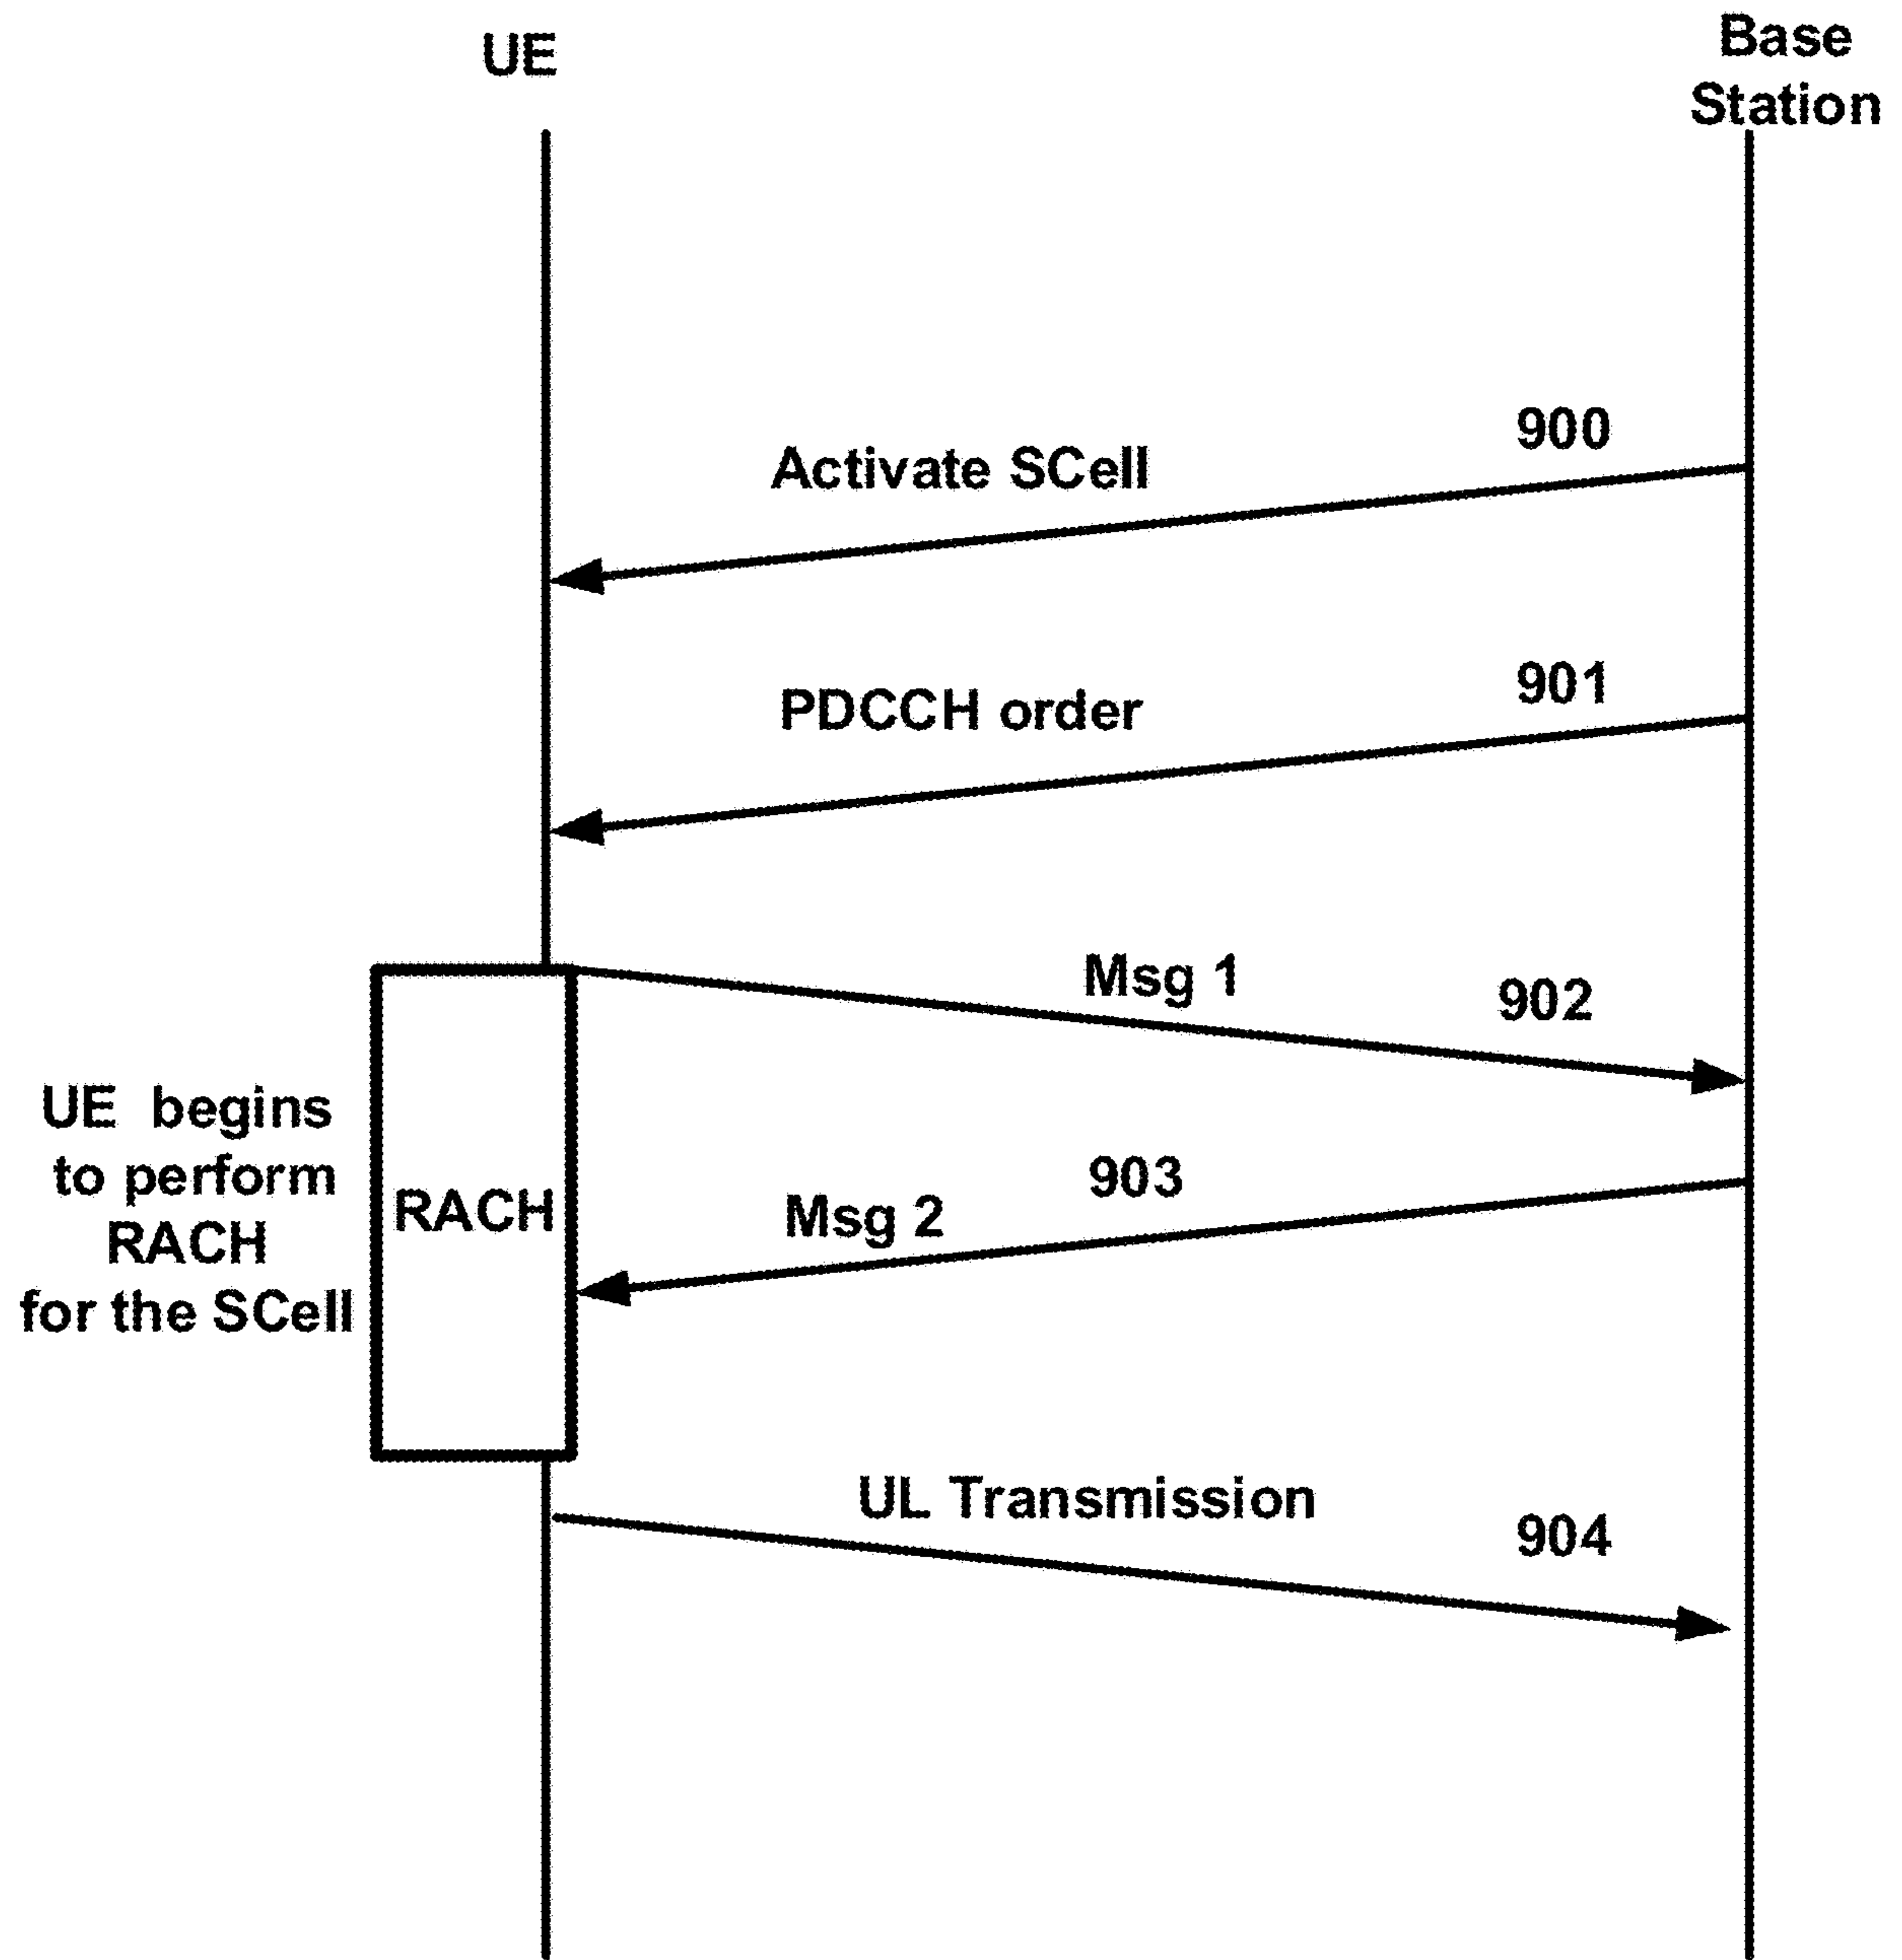 UE
Base
Station
900
Activate SCell
901
PDCCH order
Msg 1
902
UE begins
to perform
RACH
for the SCell
RACH
903
Msg 2
UL Transmission
904